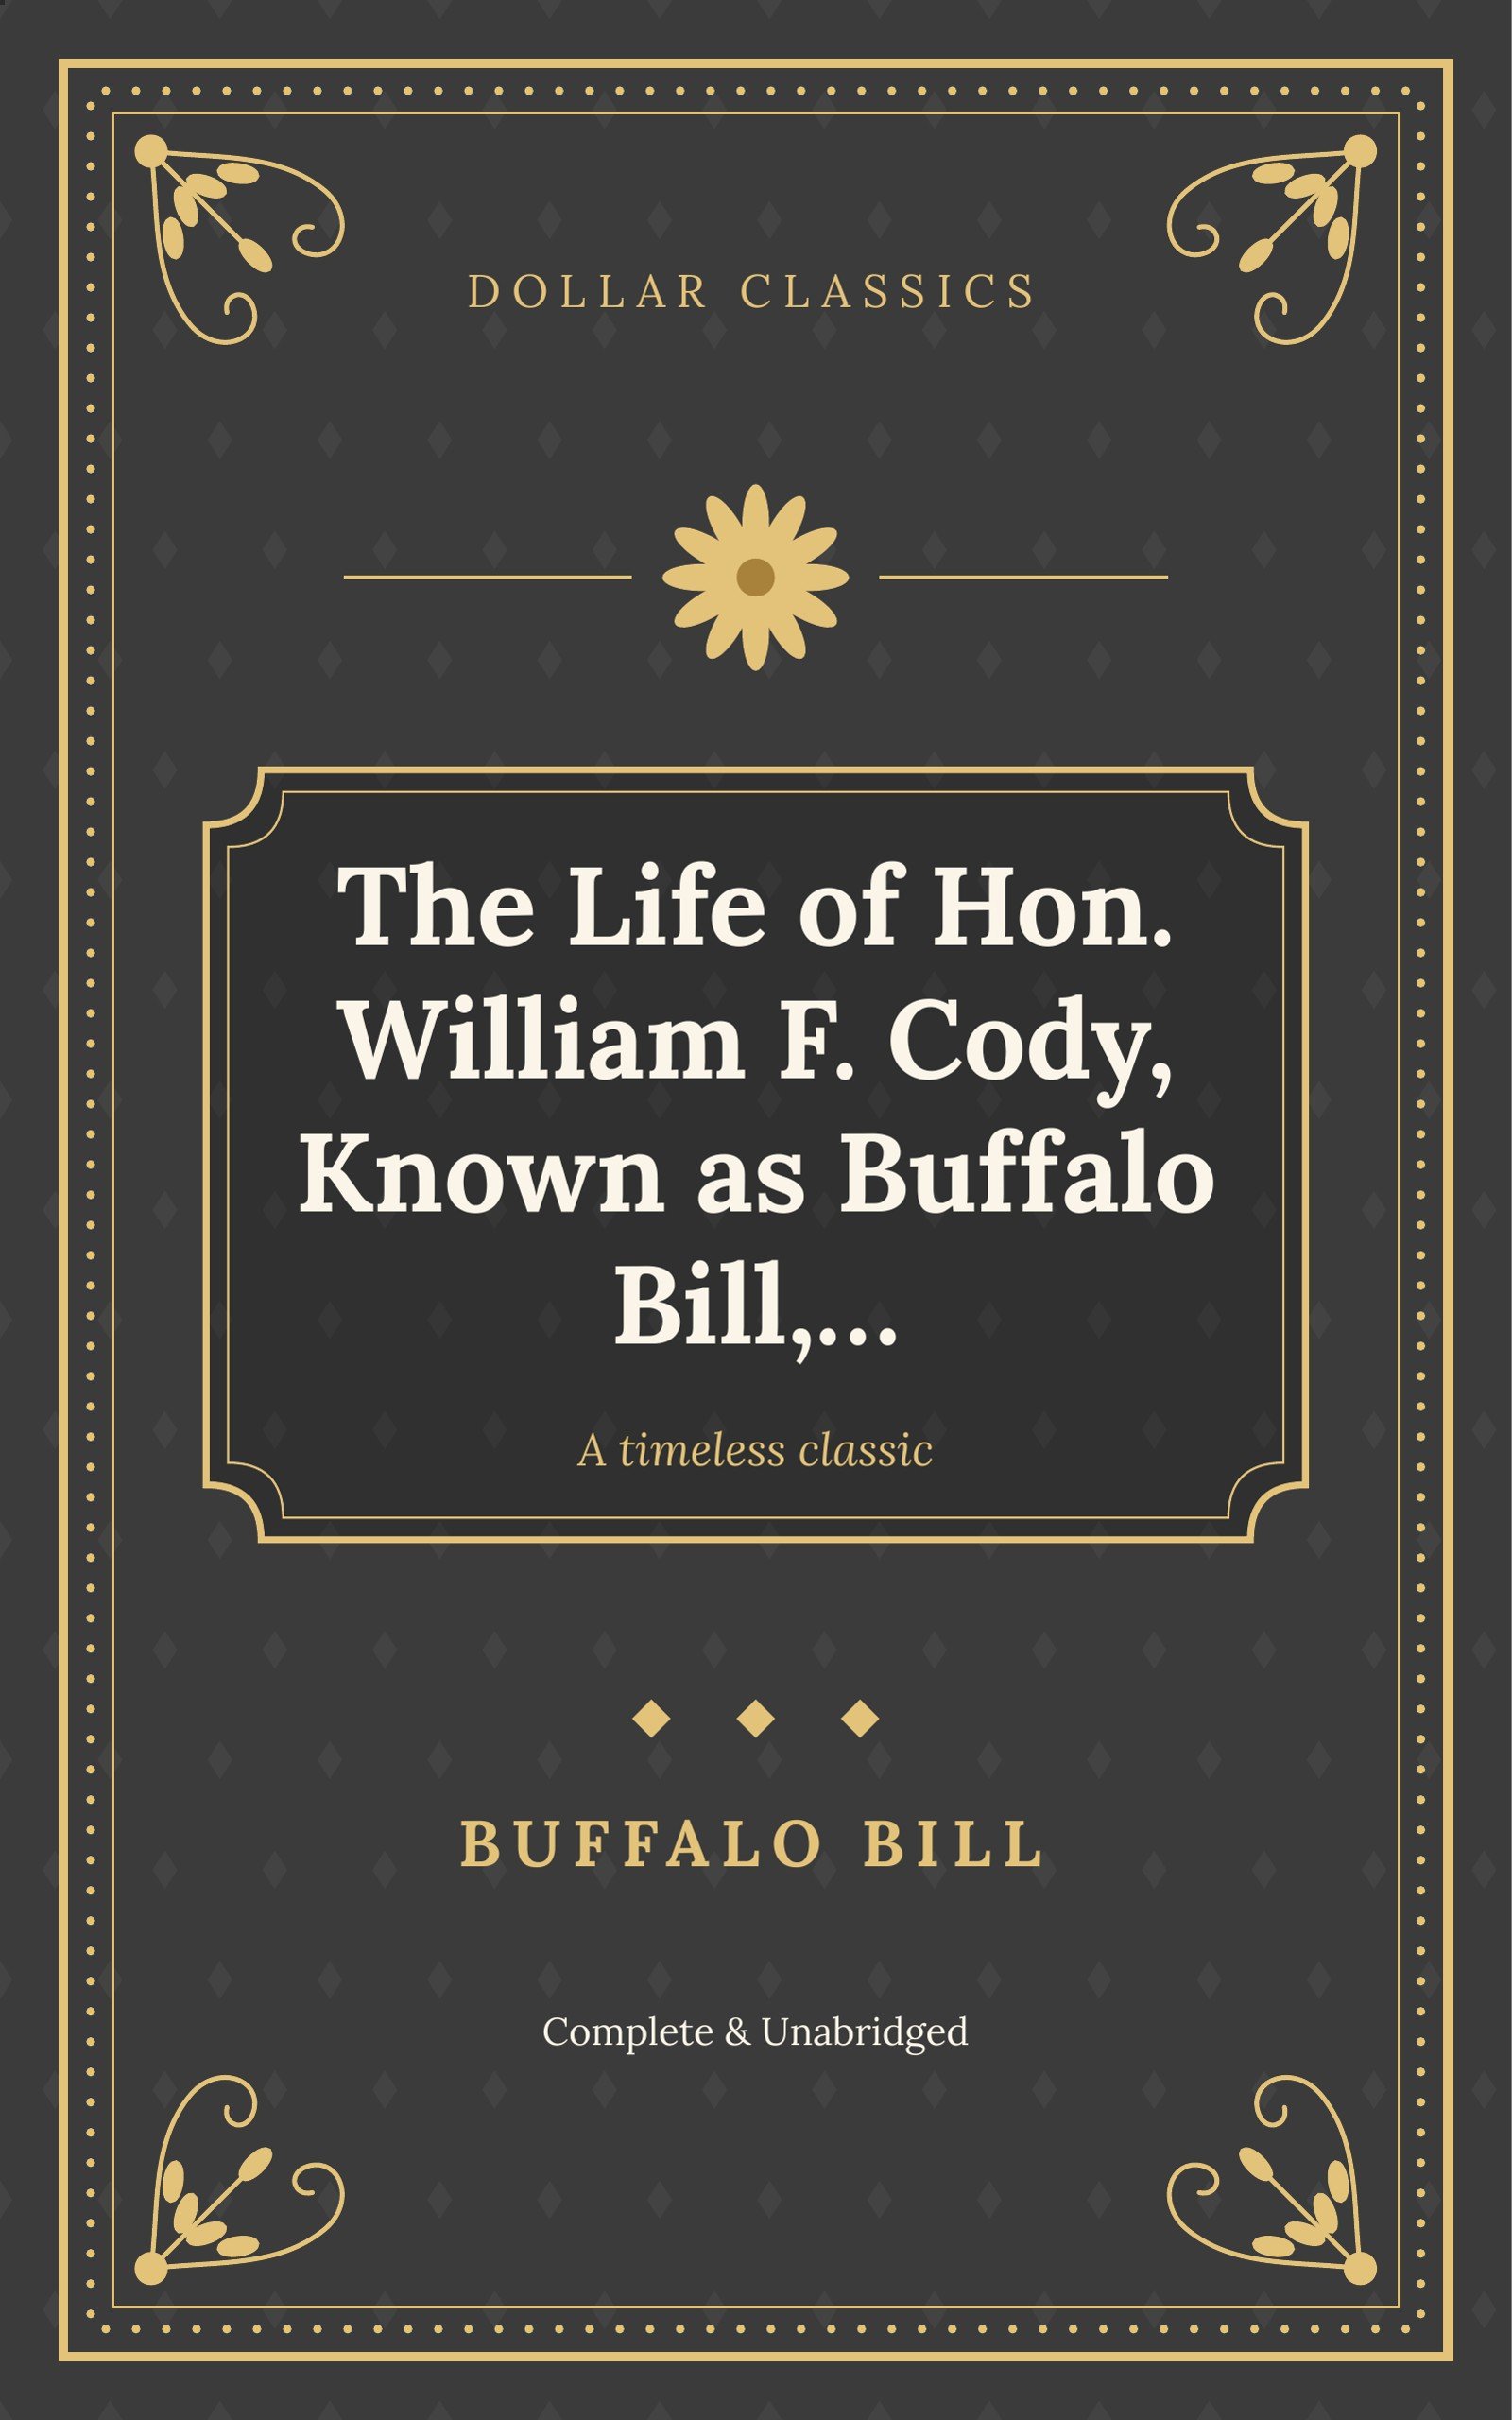 DOLLAR CLASSICS
The Life of Hon.
William F. Cody,
Known as Buffalo
Bill,...
A timeless classic
BUFFALO BILL
Complete & Unabridged